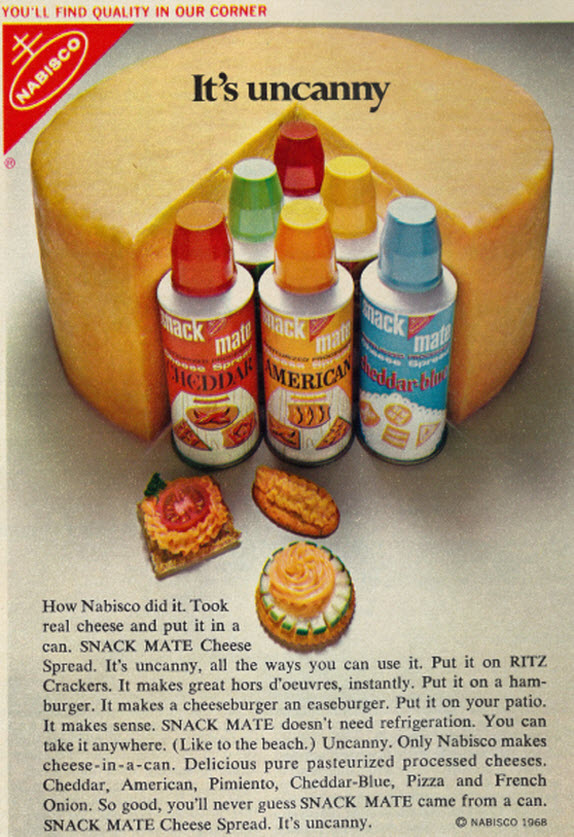 YOU'LL FIND QUALITY IN OUR CORNER
NABISCO
®
It's uncanny
snack mate
Cheese Spread
CHEDDAR
snack mate
Cheese Spread
AMERICAN
snack mate
Cheese Spread
Cheddar-blue
How Nabisco did it. Took
real cheese and put it in a
can. SNACK MATE Cheese
Spread. It's uncanny, all the ways you can use it. Put it on RITZ
Crackers. It makes great hors d'oeuvres, instantly. Put it on a ham-
burger. It makes a cheeseburger an easeburger. Put it on your patio.
It makes sense. SNACK MATE doesn't need refrigeration. You can
take it anywhere. (Like to the beach.) Uncanny. Only Nabisco makes
cheese-in-a-can. Delicious pure pasteurized processed cheeses.
Cheddar, American, Pimiento, Cheddar-Blue, Pizza and French
Onion. So good, you'll never guess SNACK MATE came from a can.
SNACK MATE Cheese Spread. It's uncanny.
© NABISCO 1968